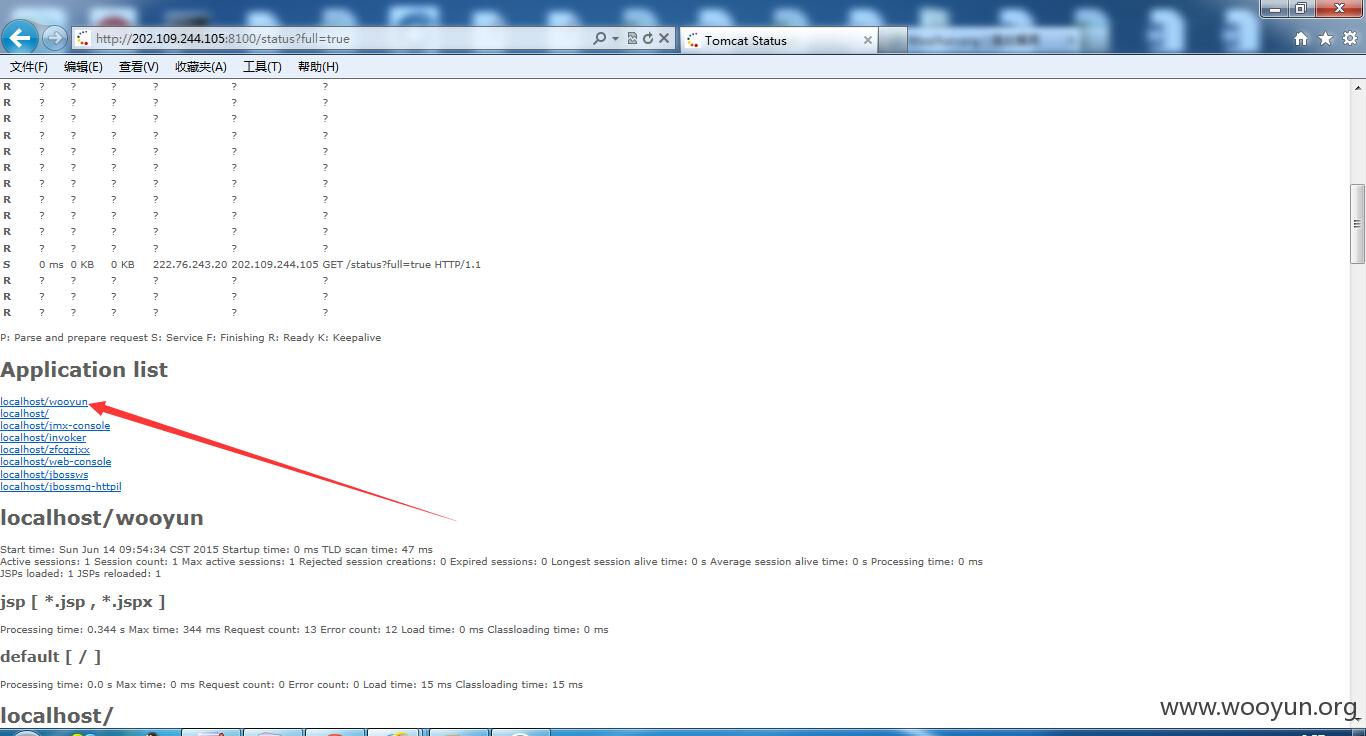 http://202.109.244.105:8100/status?full=true
Tomcat Status
文件(F) 编辑(E) 查看(V) 收藏夹(A) 工具(T) 帮助(H)
R ? ? ? ? ? ?
R ? ? ? ? ? ?
R ? ? ? ? ? ?
R ? ? ? ? ? ?
R ? ? ? ? ? ?
R ? ? ? ? ? ?
R ? ? ? ? ? ?
R ? ? ? ? ? ?
R ? ? ? ? ? ?
R ? ? ? ? ? ?
R ? ? ? ? ? ?
S 0 ms 0 KB 0 KB 222.76.243.20 202.109.244.105 GET /status?full=true HTTP/1.1
R ? ? ? ? ? ?
R ? ? ? ? ? ?
R ? ? ? ? ? ?
P: Parse and prepare request S: Service F: Finishing R: Ready K: Keepalive
Application list
localhost/wooyun
localhost/
localhost/jmx-console
localhost/invoker
localhost/zfcgzjxx
localhost/web-console
localhost/jbossws
localhost/jbossmq-httpil
localhost/wooyun
Start time: Sun Jun 14 09:54:34 CST 2015 Startup time: 0 ms TLD scan time: 47 ms
Active sessions: 1 Session count: 1 Max active sessions: 1 Rejected session creations: 0 Expired sessions: 0 Longest session alive time: 0 s Average session alive time: 0 s Processing time: 0 ms
JSPs loaded: 1 JSPs reloaded: 1
jsp [ *.jsp , *.jspx ]
Processing time: 0.344 s Max time: 344 ms Request count: 13 Error count: 12 Load time: 0 ms Classloading time: 0 ms
default [ / ]
Processing time: 0.0 s Max time: 0 ms Request count: 0 Error count: 0 Load time: 15 ms Classloading time: 15 ms
localhost/
www.wooyun.org